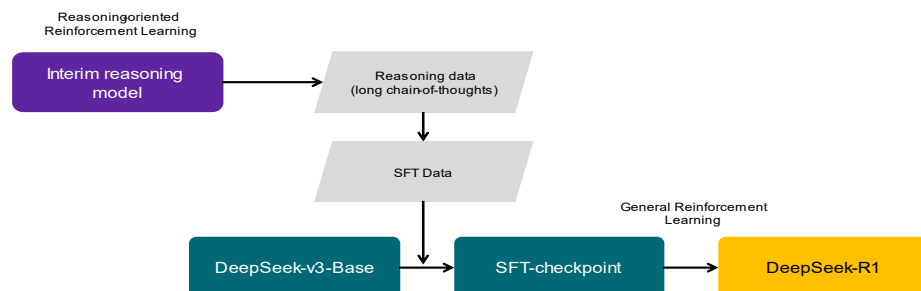 Reasoningoriented
Reinforcement Learning
Interim reasoning
model
Reasoning data
(long chain-of-thoughts)
SFT Data
General Reinforcement
Learning
DeepSeek-v3-Base
SFT-checkpoint
DeepSeek-R1